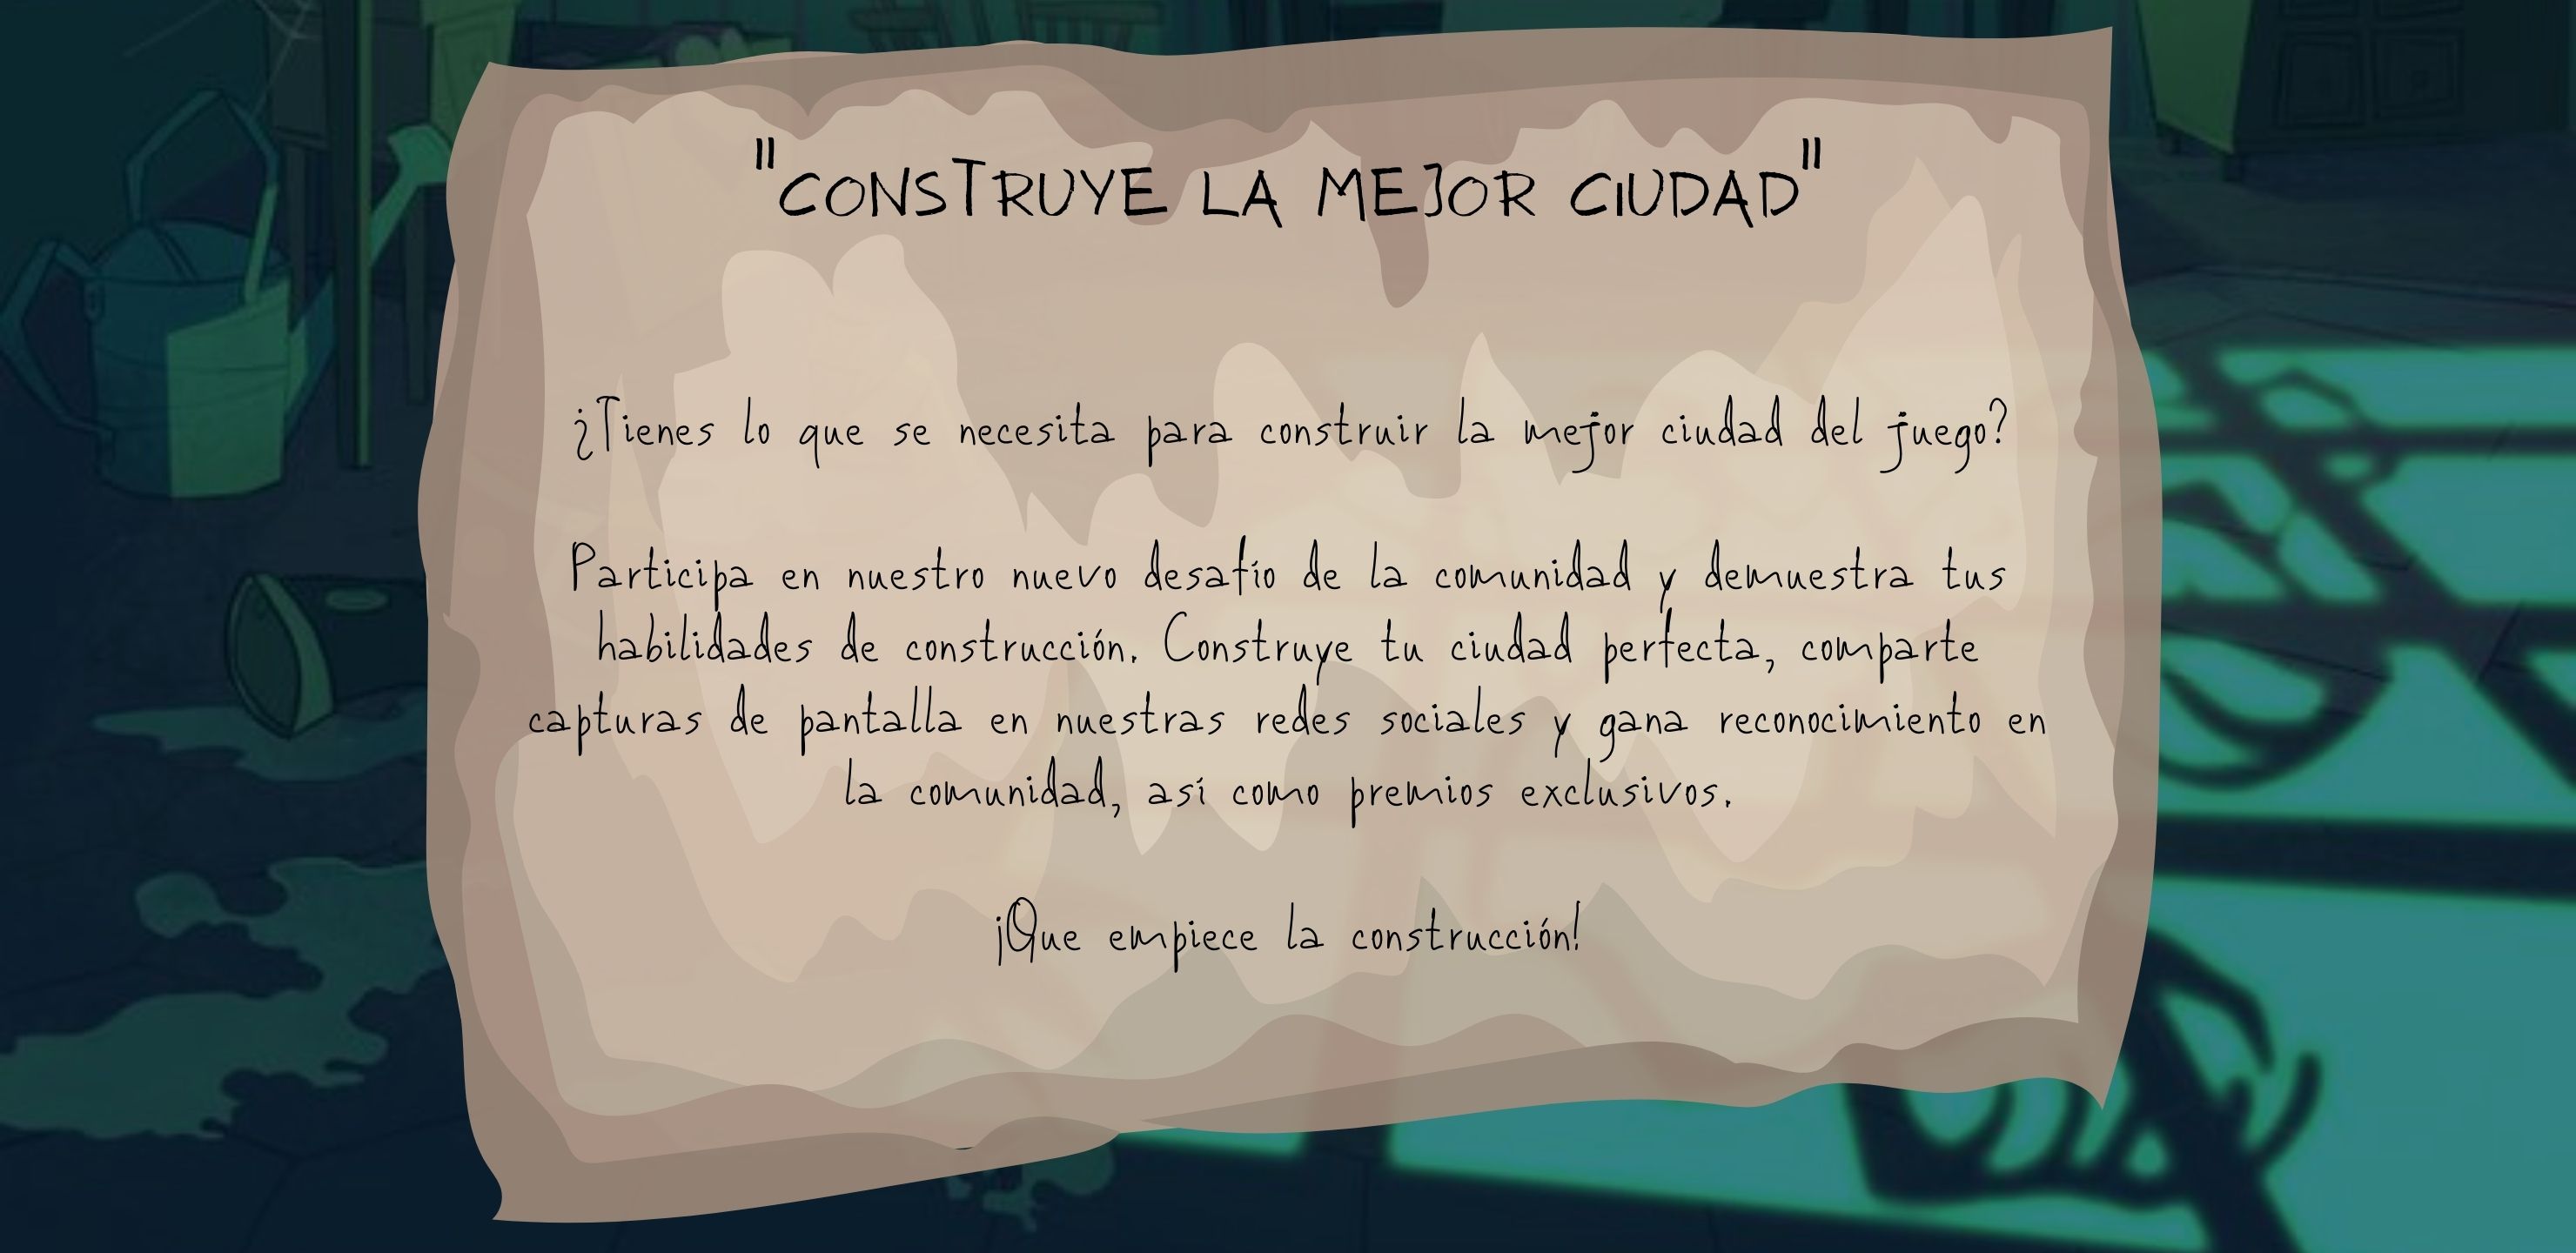 "CONSTRUYE LA MEJOR CIUDAD"
¿Tienes lo que se necesita para construir la mejor ciudad del juego?
Participa en nuestro nuevo desafío de la comunidad y demuestra tus
habilidades de construcción. Construye tu ciudad perfecta, comparte
capturas de pantalla en nuestras redes sociales y gana reconocimiento en
la comunidad, así como premios exclusivos.
¡Que empiece la construcción!